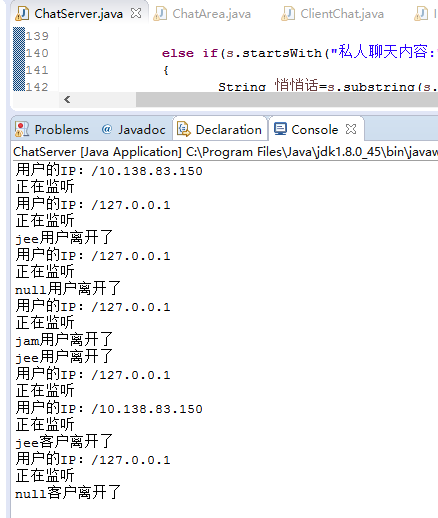 ChatServer.java ChatArea.java ClientChat.java
139
140 else if(s.startsWith("私人聊天内容:
141 {
142 String 悄悄话=s.substring(s.
Problems @ Javadoc Declaration Console
ChatServer [Java Application] C:\Program Files\Java\jdk1.8.0_45\bin\javaw
用户的IP: /10.138.83.150
正在监听
用户的IP: /127.0.0.1
正在监听
jee用户离开了
用户的IP: /127.0.0.1
正在监听
null用户离开了
用户的IP: /127.0.0.1
正在监听
jam用户离开了
jee用户离开了
用户的IP: /127.0.0.1
正在监听
用户的IP: /10.138.83.150
正在监听
jee客户离开了
用户的IP: /127.0.0.1
正在监听
null客户离开了